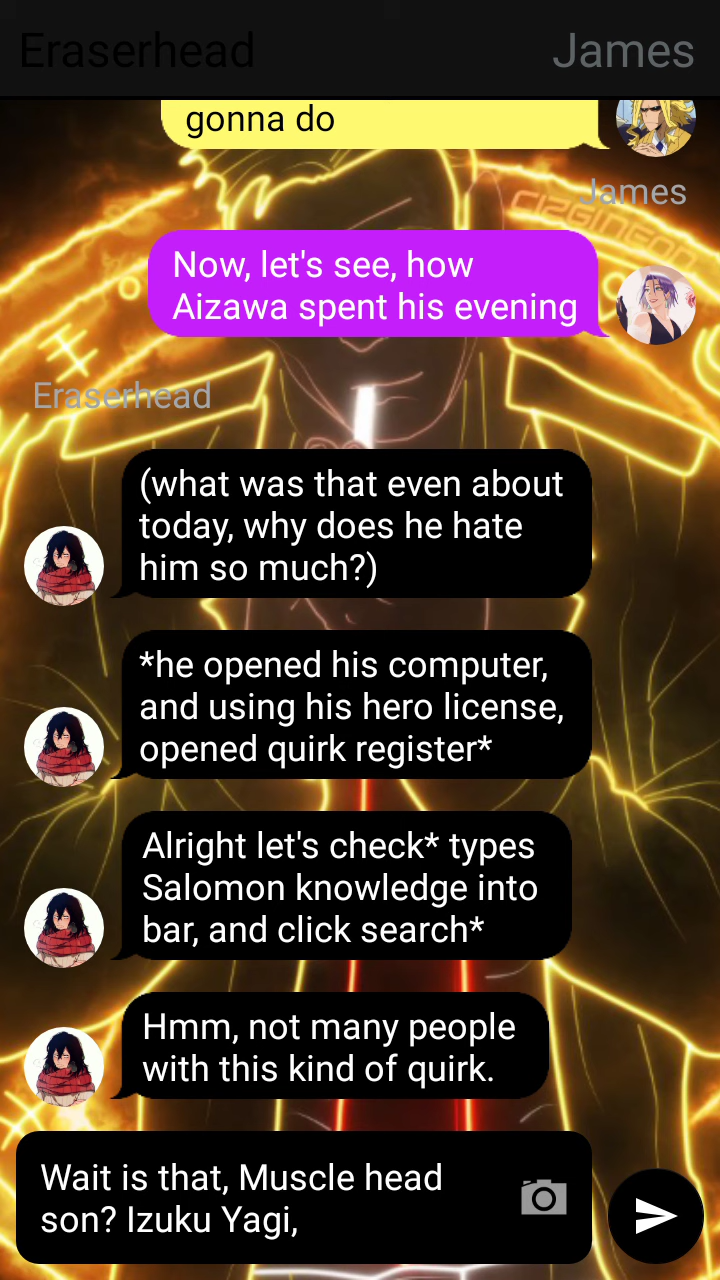 Eraserhead
James
gonna do
James
Now, let's see, how
Aizawa spent his evening
Eraserhead
(what was that even about
today, why does he hate
him so much?)
*he opened his computer,
and using his hero license,
opened quirk register*
Alright let's check* types
Salomon knowledge into
bar, and click search*
Hmm, not many people
with this kind of quirk.
Wait is that, Muscle head
son? Izuku Yagi,